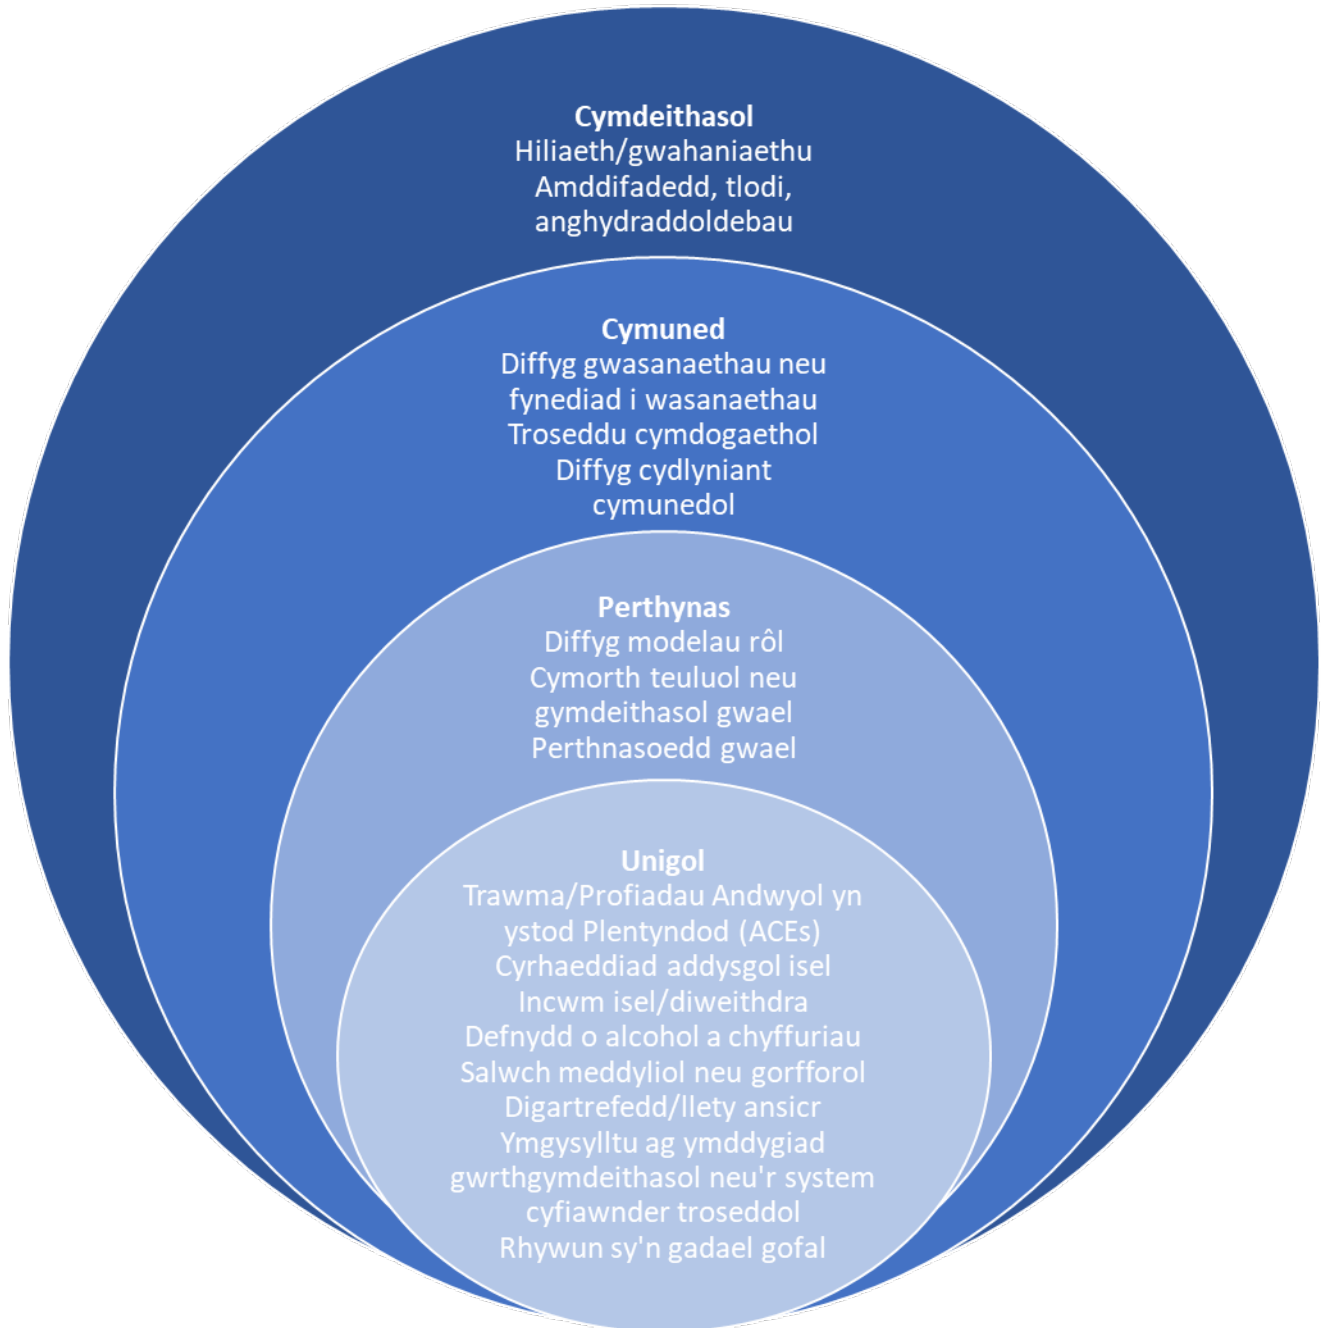 Cymdeithasol
Hiliaeth/gwahaniaethu
Amddifadedd, tlodi,
anghydraddoldebau
Cymuned
Diffyg gwasanaethau neu
fynediad i wasanaethau
Troseddu cymdogaethol
Diffyg cydlyniant
cymunedol
Perthynas
Diffyg modelau rôl
Cymorth teuluol neu
gymdeithasol gwael
Perthnasoedd gwael
Unigol
Trawma/Profiadau Andwyol yn
ystod Plentyndod (ACEs)
Cyrhaeddiad addysgol isel
Incwm isel/diweithdra
Defnydd o alcohol a chyffuriau
Salwch meddyliol neu gorfforol
Digartrefedd/llety ansicr
Ymgysylltu ag ymddygiad
gwrthgymdeithasol neu'r system
cyfiawnder troseddol
Rhywun sy'n gadael gofal